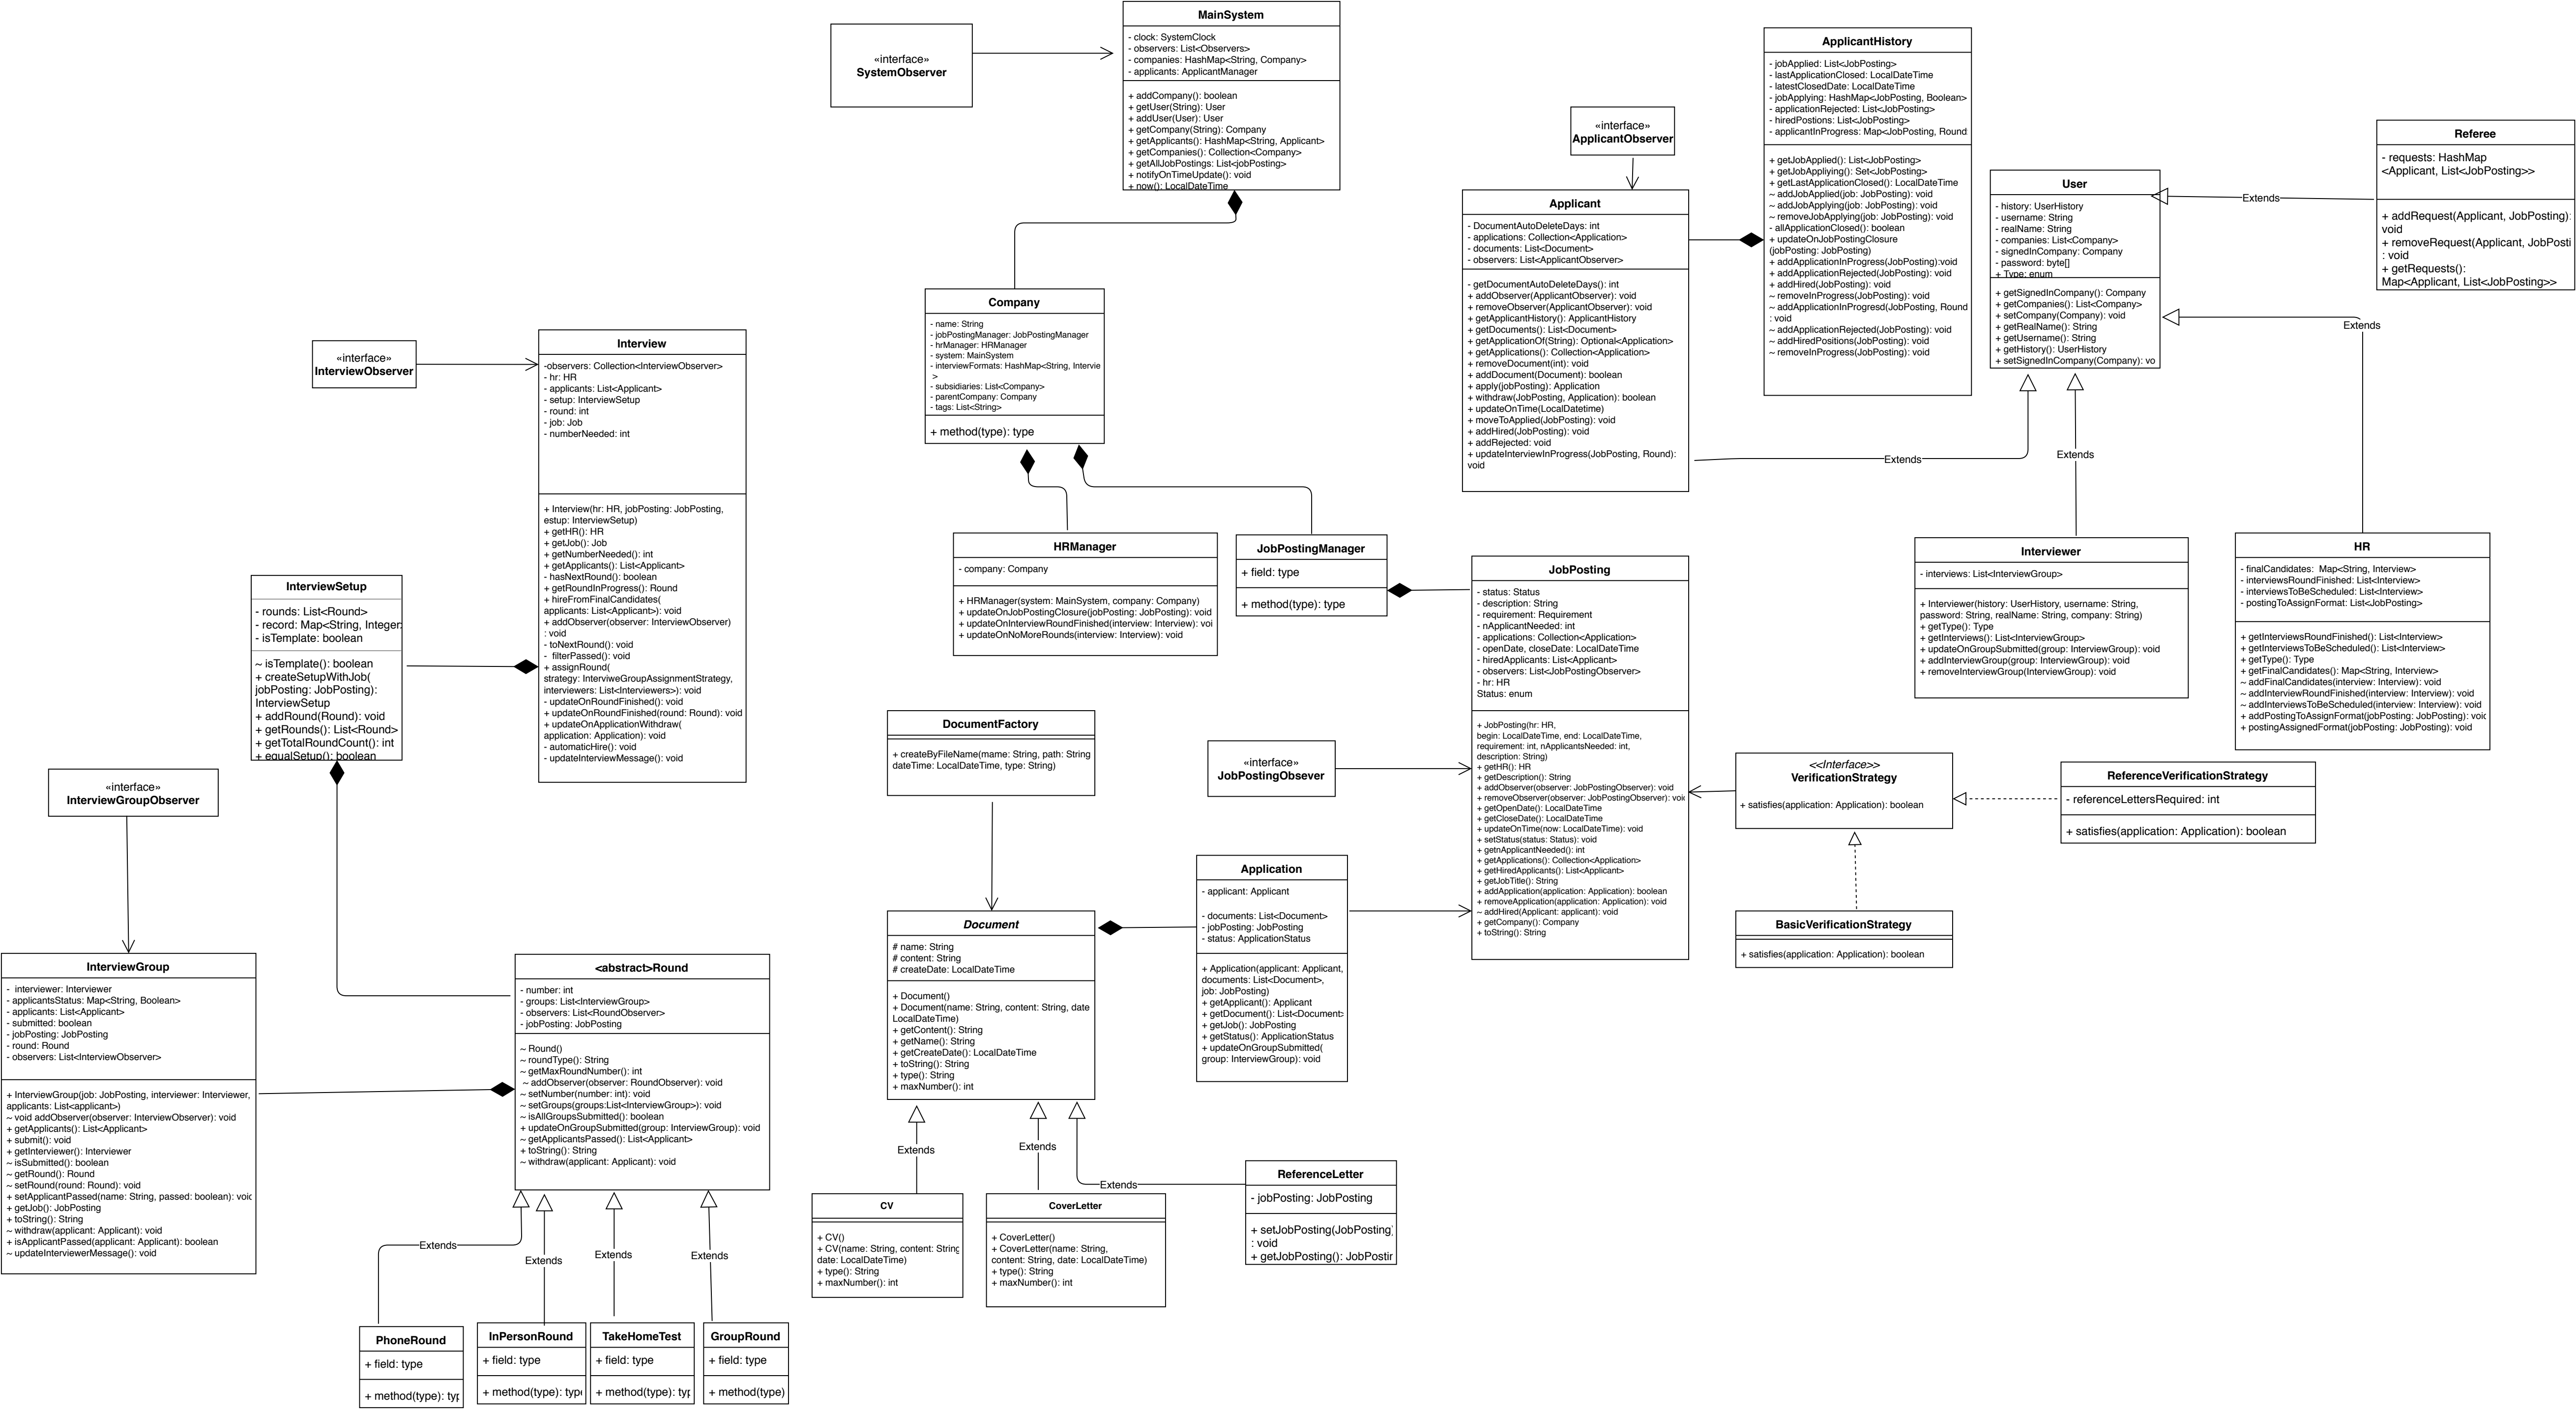 MainSystem
- clock: SystemClock
- observers: List<Observers>
- companies: HashMap<String, Company>
- applicants: ApplicantManager
+ addCompany(): boolean
+ getUser(String): User
+ addUser(User): User
+ getCompany(String): Company
+ getApplicants(): HashMap<String, Applicant>
+ getCompanies(): Collection<Company>
+ getAllJobPostings: List<jobPosting>
+ notifyOnTimeUpdate(): void
+ now(): LocalDateTime
«interface»
SystemObserver
ApplicantHistory
- jobApplied: List<JobPosting>
- lastApplicationClosed: LocalDateTime
- latestClosedDate: LocalDateTime
- jobApplying: HashMap<JobPosting, Boolean>
- applicationRejected: List<JobPosting>
- hiredPostions: List<JobPosting>
- applicantInProgress: Map<JobPosting, Round
+ getJobApplied(): List<JobPosting>
+ getJobAppliying(): Set<JobPosting>
+ getLastApplicationClosed(): LocalDateTime
~ addJobApplied(job: JobPosting): void
~ addJobApplying(job: JobPosting): void
~ removeJobApplying(job: JobPosting): void
- allApplicationClosed(): boolean
+ updateOnJobPostingClosure
(jobPosting: JobPosting)
+ addApplicationInProgress(JobPosting):void
+ addApplicationRejected(JobPosting): void
+ addHired(JobPosting): void
~ removeInProgress(JobPosting): void
~ addApplicationInProgresd(JobPosting, Round
: void
~ addApplicationRejected(JobPosting): void
~ addHiredPositions(JobPosting): void
~ removeInProgress(JobPosting): void
«interface»
ApplicantObserver
Applicant
- DocumentAutoDeleteDays: int
- applications: Collection<Application>
- documents: List<Document>
- observers: List<ApplicantObserver>
- getDocumentAutoDeleteDays(): int
+ addObserver(ApplicantObserver): void
+ removeObserver(ApplicantObserver): void
+ getApplicantHistory(): ApplicantHistory
+ getDocuments(): List<Document>
+ getApplicationOf(String): Optional<Application>
+ getApplications(): Collection<Application>
+ removeDocument(int): void
+ addDocument(Document): boolean
+ apply(jobPosting): Application
+ withdraw(JobPosting, Application): boolean
+ updateOnTime(LocalDatetime)
+ moveToApplied(JobPosting): void
+ addHired(JobPosting): void
+ addRejected: void
+ updateInterviewInProgress(JobPosting, Round):
void
User
- history: UserHistory
- username: String
- realName: String
- companies: List<Company>
- signedInCompany: Company
- password: byte[]
+ Type: enum
+ getSignedInCompany(): Company
+ getCompanies(): List<Company>
+ setCompany(Company): void
+ getRealName(): String
+ getUsername(): String
+ getHistory(): UserHistory
+ setSignedInCompany(Company): vo
Extends
Referee
- requests: HashMap
<Applicant, List<JobPosting>>
+ addRequest(Applicant, JobPosting):
void
+ removeRequest(Applicant, JobPosti
: void
+ getRequests():
Map<Applicant, List<JobPosting>>
Extends
Extends
Extends
Company
- name: String
- jobPostingManager: JobPostingManager
- hrManager: HRManager
- system: MainSystem
- interviewFormats: HashMap<String, Intervie
>
- subsidiaries: List<Company>
- parentCompany: Company
- tags: List<String>
+ method(type): type
«interface»
InterviewObserver
Interview
-observers: Collection<InterviewObserver>
- hr: HR
- applicants: List<Applicant>
- setup: InterviewSetup
- round: int
- job: Job
- numberNeeded: int
+ Interview(hr: HR, jobPosting: JobPosting,
estup: InterviewSetup)
+ getHR(): HR
+ getJob(): Job
+ getNumberNeeded(): int
+ getApplicants(): List<Applicant>
- hasNextRound(): boolean
+ getRoundInProgress(): Round
+ hireFromFinalCandidates(
applicants: List<Applicant>): void
+ addObserver(observer: InterviewObserver)
: void
- toNextRound(): void
-  filterPassed(): void
+ assignRound(
strategy: InterviweGroupAssignmentStrategy,
interviewers: List<Interviewers>): void
- updateOnRoundFinished(): void
+ updateOnRoundFinished(round: Round): void
+ updateOnApplicationWithdraw(
application: Application): void
- automaticHire(): void
- updateInterviewMessage(): void
HRManager
- company: Company
+ HRManager(system: MainSystem, company: Company)
+ updateOnJobPostingClosure(jobPosting: JobPosting): void
+ updateOnInterviewRoundFinished(interview: Interview): voi
+ updateOnNoMoreRounds(interview: Interview): void
JobPostingManager
+ field: type
+ method(type): type
JobPosting
- status: Status
- description: String
- requirement: Requirement
- nApplicantNeeded: int
- applications: Collection<Application>
- openDate, closeDate: LocalDateTime
- hiredApplicants: List<Applicant>
- observers: List<JobPostingObserver>
- hr: HR
Status: enum
+ JobPosting(hr: HR,
begin: LocalDateTime, end: LocalDateTime,
requirement: int, nApplicantsNeeded: int,
description: String)
+ getHR(): HR
+ getDescription(): String
+ addObserver(observer: JobPostingObserver): void
+ removeObserver(observer: JobPostingObserver): voi
+ getOpenDate(): LocalDateTime
+ getCloseDate(): LocalDateTime
+ updateOnTime(now: LocalDateTime): void
+ setStatus(status: Status): void
+ getnApplicantNeeded(): int
+ getApplications(): Collection<Application>
+ getHiredApplicants(): List<Applicant>
+ getJobTitle(): String
+ addApplication(application: Application): boolean
+ removeApplication(application: Application): void
~ addHired(Applicant: applicant): void
+ getCompany(): Company
+ toString(): String
Interviewer
- interviews: List<InterviewGroup>
+ Interviewer(history: UserHistory, username: String,
password: String, realName: String, company: String)
+ getType(): Type
+ getInterviews(): List<InterviewGroup>
+ updateOnGroupSubmitted(group: InterviewGroup): void
+ addInterviewGroup(group: InterviewGroup): void
+ removeInterviewGroup(InterviewGroup): void
HR
- finalCandidates:  Map<String, Interview>
- interviewsRoundFinished: List<Interview>
- interviewsToBeScheduled: List<Interview>
- postingToAssignFormat: List<JobPosting>
+ getInterviewsRoundFinished(): List<Interview>
+ getInterviewsToBeScheduled(): List<Interview>
+ getType(): Type
+ getFinalCandidates(): Map<String, Interview>
~ addFinalCandidates(interview: Interview): void
~ addInterviewRoundFinished(interview: Interview): void
~ addInterviewsToBeScheduled(interview: Interview): void
+ addPostingToAssignFormat(jobPosting: JobPosting): voi
+ postingAssignedFormat(jobPosting: JobPosting): void
InterviewSetup
- rounds: List<Round>
- record: Map<String, Integer>
- isTemplate: boolean
~ isTemplate(): boolean
+ createSetupWithJob(
jobPosting: JobPosting):
InterviewSetup
+ addRound(Round): void
+ getRounds(): List<Round>
+ getTotalRoundCount(): int
+ equalSetup(): boolean
«interface»
InterviewGroupObserver
DocumentFactory
+ createByFileName(mame: String, path: String
dateTime: LocalDateTime, type: String)
«interface»
JobPostingObsever
<<Interface>>
VerificationStrategy
+ satisfies(application: Application): boolean
ReferenceVerificationStrategy
- referenceLettersRequired: int
+ satisfies(application: Application): boolean
BasicVerificationStrategy
+ satisfies(application: Application): boolean
Application
- applicant: Applicant
- documents: List<Document>
- jobPosting: JobPosting
- status: ApplicationStatus
+ Application(applicant: Applicant,
documents: List<Document>,
job: JobPosting)
+ getApplicant(): Applicant
+ getDocument(): List<Document>
+ getJob(): JobPosting
+ getStatus(): ApplicationStatus
+ updateOnGroupSubmitted(
group: InterviewGroup): void
Document
# name: String
# content: String
# createDate: LocalDateTime
+ Document()
+ Document(name: String, content: String, date
LocalDateTime)
+ getContent(): String
+ getName(): String
+ getCreateDate(): LocalDateTime
+ toString(): String
+ type(): String
+ maxNumber(): int
InterviewGroup
-  interviewer: Interviewer
- applicantsStatus: Map<String, Boolean>
- applicants: List<Applicant>
- submitted: boolean
- jobPosting: JobPosting
- round: Round
- observers: List<InterviewObserver>
+ InterviewGroup(job: JobPosting, interviewer: Interviewer,
applicants: List<applicant>)
~ void addObserver(observer: InterviewObserver): void
+ getApplicants(): List<Applicant>
+ submit(): void
+ getInterviewer(): Interviewer
~ isSubmitted(): boolean
~ getRound(): Round
~ setRound(round: Round): void
+ setApplicantPassed(name: String, passed: boolean): voic
+ getJob(): JobPosting
+ toString(): String
~ withdraw(applicant: Applicant): void
+ isApplicantPassed(applicant: Applicant): boolean
~ updateInterviewerMessage(): void
<abstract>Round
- number: int
- groups: List<InterviewGroup>
- observers: List<RoundObserver>
- jobPosting: JobPosting
~ Round()
~ roundType(): String
~ getMaxRoundNumber(): int
~ addObserver(observer: RoundObserver): void
~ setNumber(number: int): void
~ setGroups(groups:List<InterviewGroup>): void
~ isAllGroupsSubmitted(): boolean
+ updateOnGroupSubmitted(group: InterviewGroup): void
~ getApplicantsPassed(): List<Applicant>
+ toString(): String
~ withdraw(applicant: Applicant): void
Extends
Extends
Extends
Extends
Extends
Extends
Extends
CV
+ CV()
+ CV(name: String, content: String
date: LocalDateTime)
+ type(): String
+ maxNumber(): int
CoverLetter
+ CoverLetter()
+ CoverLetter(name: String,
content: String, date: LocalDateTime)
+ type(): String
+ maxNumber(): int
ReferenceLetter
- jobPosting: JobPosting
+ setJobPosting(JobPosting)
: void
+ getJobPosting(): JobPostin
PhoneRound
+ field: type
+ method(type): typ
InPersonRound
+ field: type
+ method(type): type
TakeHomeTest
+ field: type
+ method(type): typ
GroupRound
+ field: type
+ method(type)